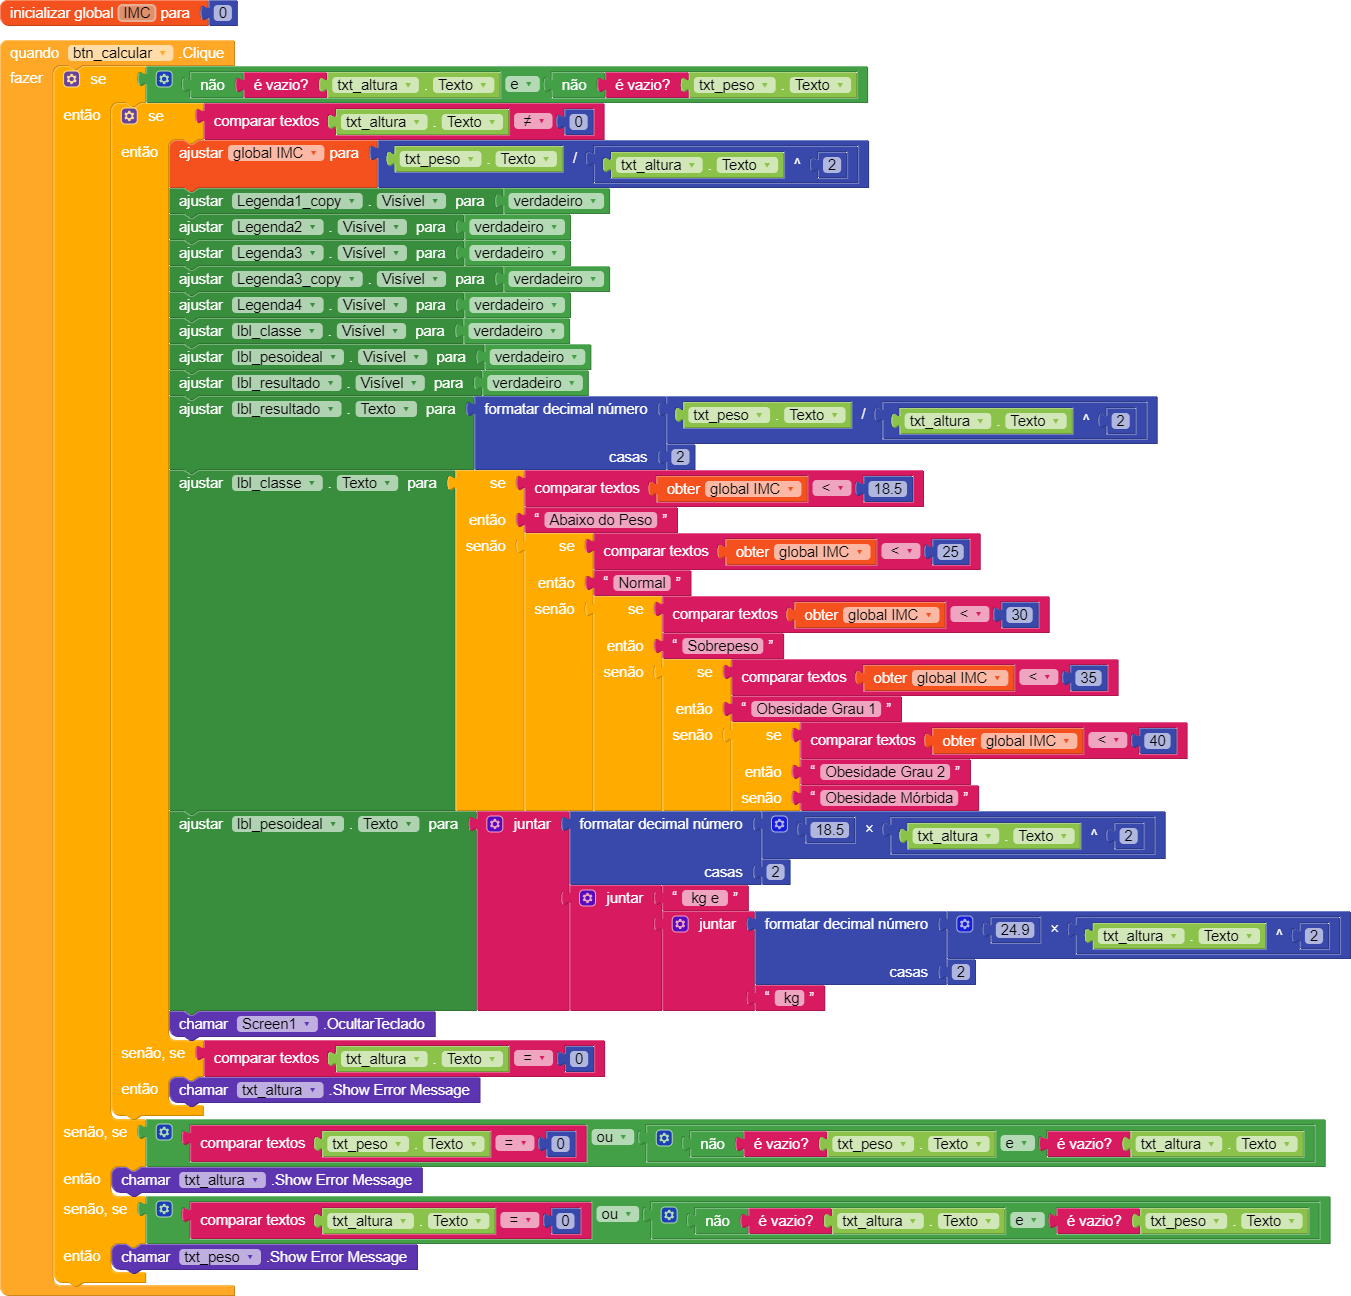 inicializar global IMC para 0
quando btn_calcular .Clique
fazer se não é vazio? txt_altura . Texto e não é vazio? txt_peso . Texto
então se comparar textos txt_altura . Texto ≠ 0
então ajustar global IMC para txt_peso . Texto / txt_altura . Texto ^ 2
ajustar Legenda1_copy . Visível para verdadeiro
ajustar Legenda2 . Visível para verdadeiro
ajustar Legenda3 . Visível para verdadeiro
ajustar Legenda3_copy . Visível para verdadeiro
ajustar Legenda4 . Visível para verdadeiro
ajustar lbl_classe . Visível para verdadeiro
ajustar lbl_pesoideal . Visível para verdadeiro
ajustar lbl_resultado . Visível para verdadeiro
ajustar lbl_resultado . Texto para formatar decimal número txt_peso . Texto / txt_altura . Texto ^ 2
casas 2
ajustar lbl_classe . Texto para se comparar textos obter global IMC < 18.5
então “ Abaixo do Peso ”
senão se comparar textos obter global IMC < 25
então “ Normal ”
senão se comparar textos obter global IMC < 30
então “ Sobrepeso ”
senão se comparar textos obter global IMC < 35
então “ Obesidade Grau 1 ”
senão se comparar textos obter global IMC < 40
então “ Obesidade Grau 2 ”
senão “ Obesidade Mórbida ”
ajustar lbl_pesoideal . Texto para juntar formatar decimal número 18.5 × txt_altura . Texto ^ 2
casas 2
juntar “ kg e ”
juntar formatar decimal número 24.9 × txt_altura . Texto ^ 2
casas 2
“ kg ”
chamar Screen1 .OcultarTeclado
senão, se comparar textos txt_altura . Texto = 0
então chamar txt_altura .Show Error Message
senão, se comparar textos txt_peso . Texto = 0 ou não é vazio? txt_peso . Texto e é vazio? txt_altura . Texto
então chamar txt_altura .Show Error Message
senão, se comparar textos txt_altura . Texto = 0 ou não é vazio? txt_altura . Texto e é vazio? txt_peso . Texto
então chamar txt_peso .Show Error Message